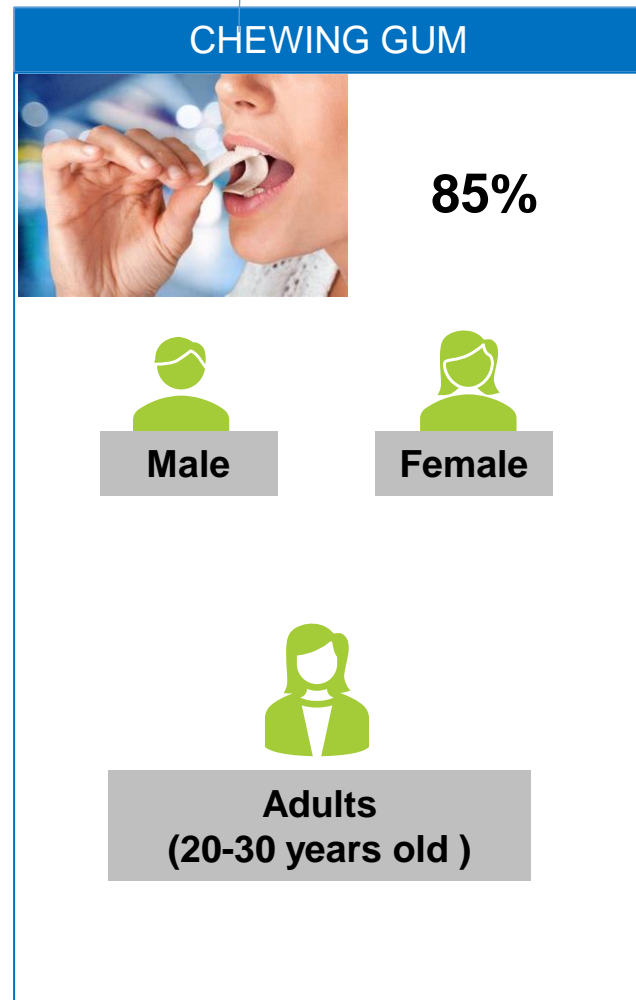 CHEWING GUM
85%
Male
Female
Adults
(20-30 years old )